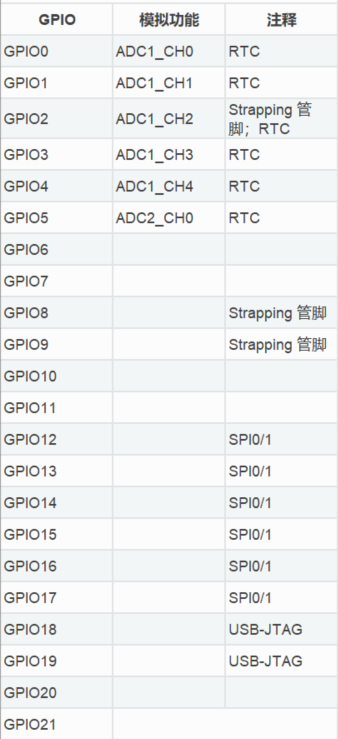 GPIO 模拟功能 注释
GPIO0 ADC1_CH0 RTC
GPIO1 ADC1_CH1 RTC
GPIO2 ADC1_CH2 Strapping 管
脚；RTC
GPIO3 ADC1_CH3 RTC
GPIO4 ADC1_CH4 RTC
GPIO5 ADC2_CH0 RTC
GPIO6
GPIO7
GPIO8 Strapping 管脚
GPIO9 Strapping 管脚
GPIO10
GPIO11
GPIO12 SPI0/1
GPIO13 SPI0/1
GPIO14 SPI0/1
GPIO15 SPI0/1
GPIO16 SPI0/1
GPIO17 SPI0/1
GPIO18 USB-JTAG
GPIO19 USB-JTAG
GPIO20
GPIO21